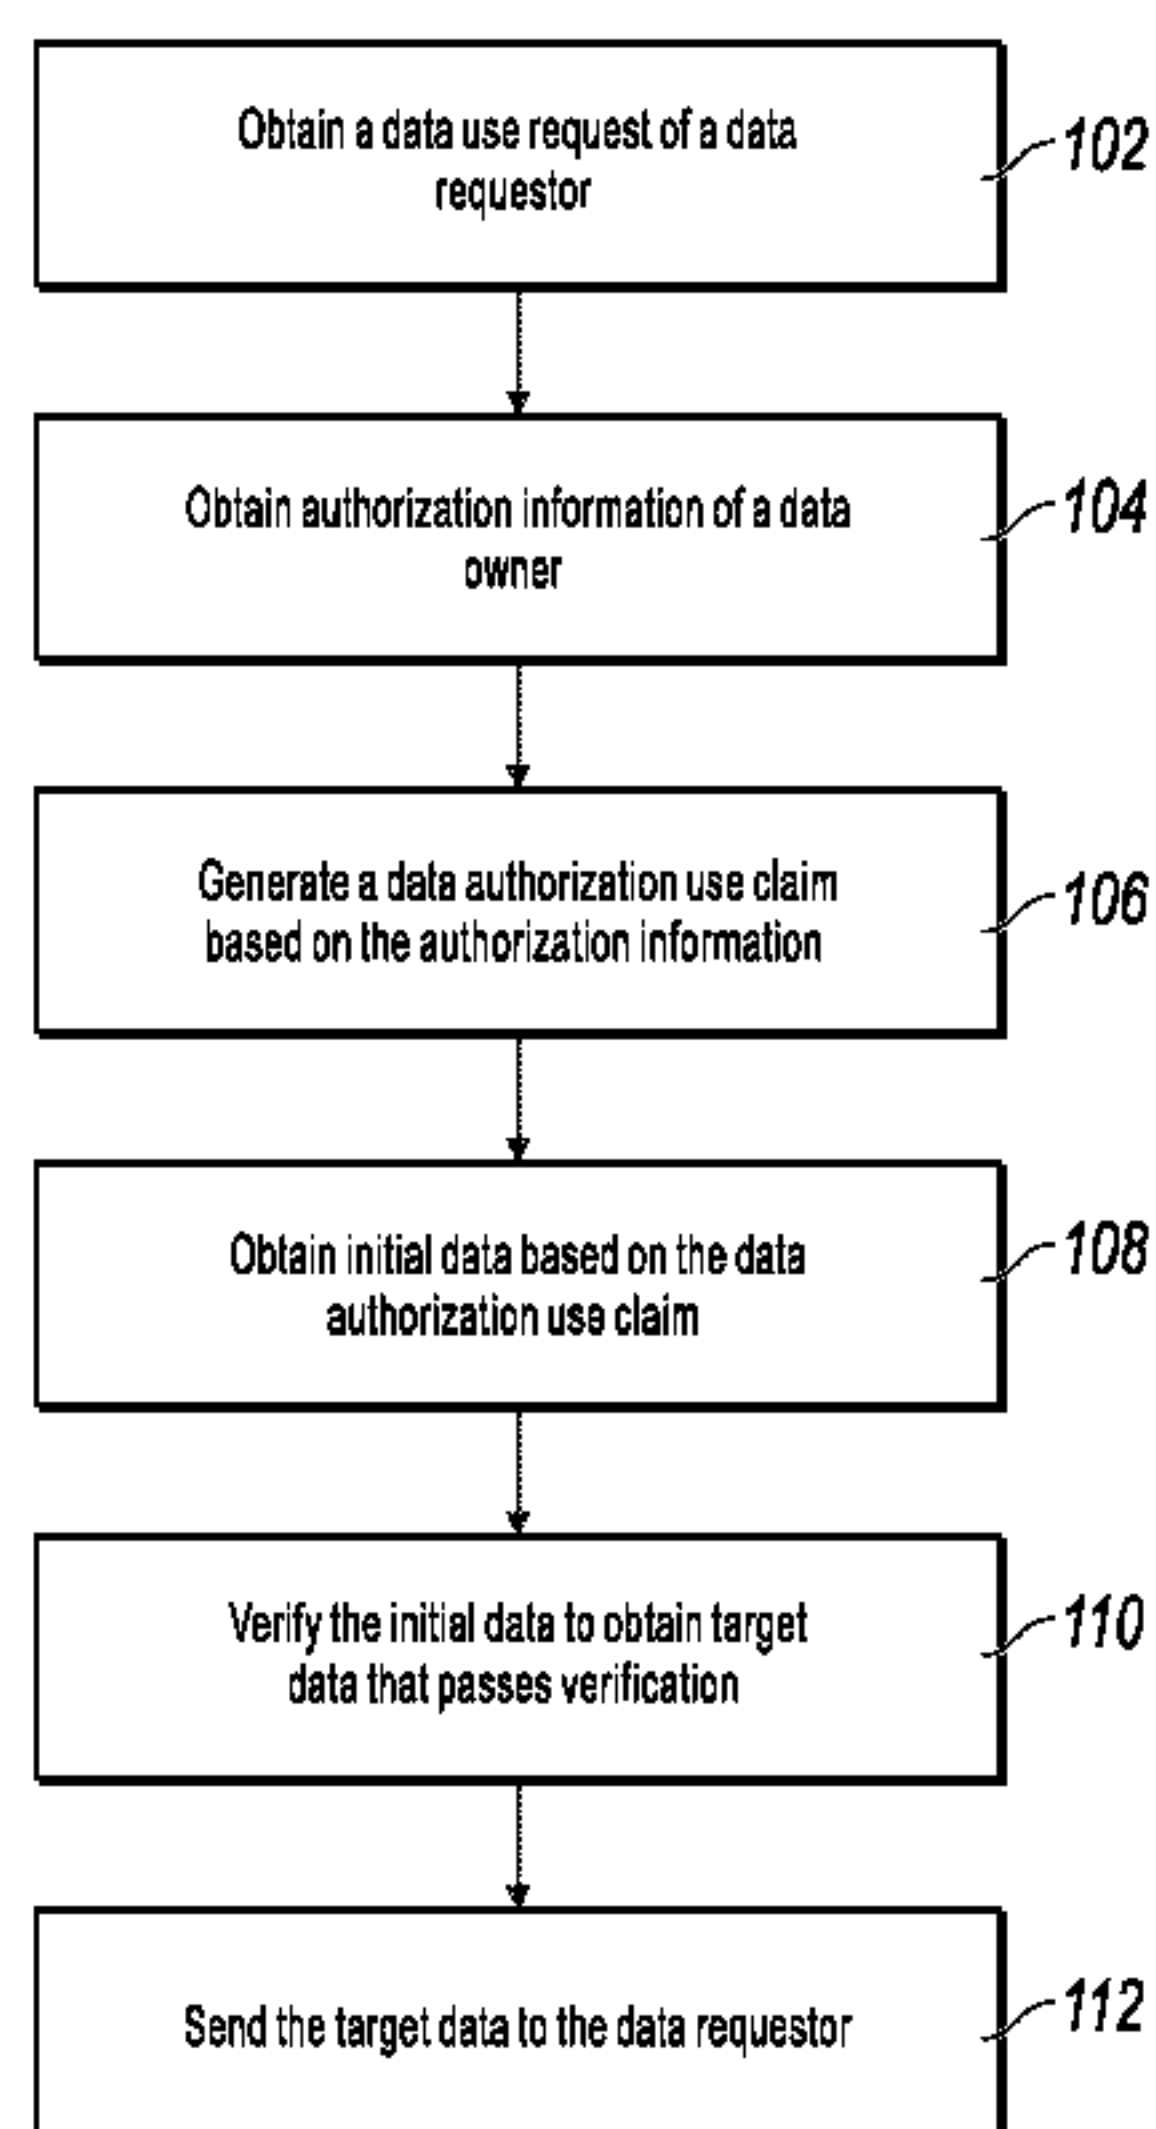 Obtain a data use request of a data
requestor
102
Obtain authorization information of a data
owner
104
Generate a data authorization use claim
based on the authorization information
106
Obtain initial data based on the data
authorization use claim
108
Verify the initial data to obtain target
data that passes verification
110
Send the target data to the data requestor
112